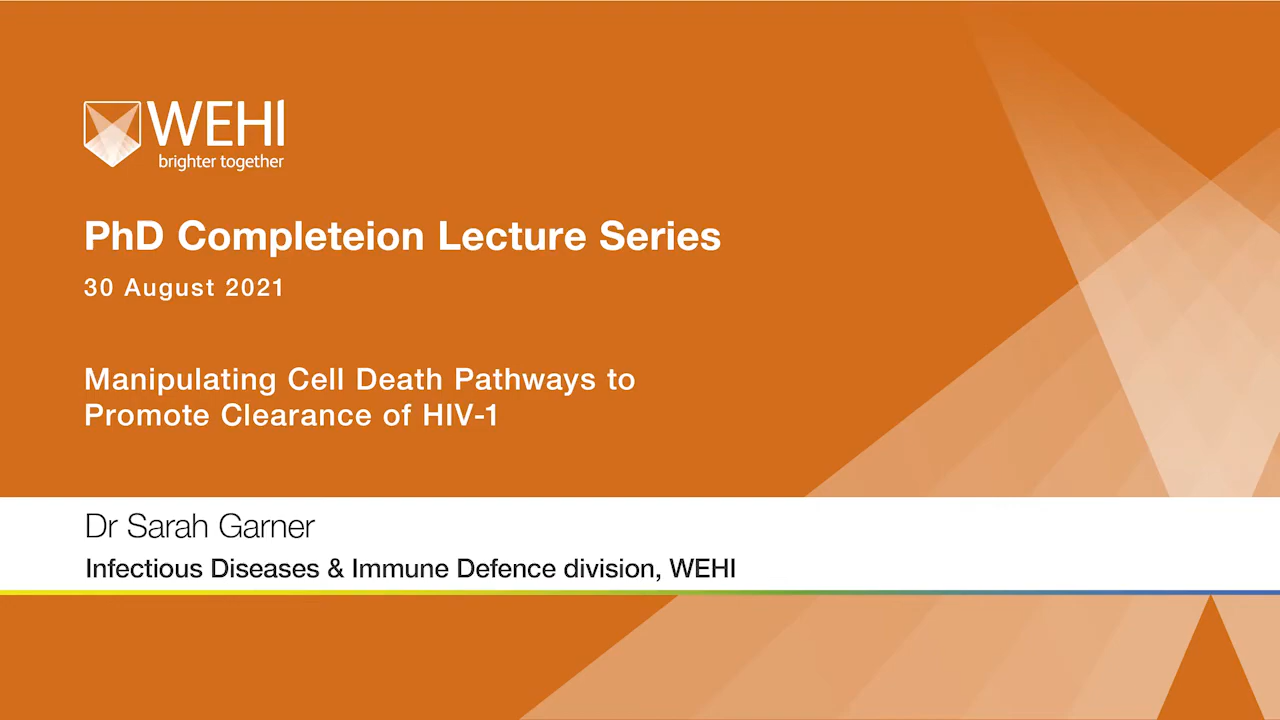 WEHI
brighter together
PhD Completeion Lecture Series
30 August 2021
Manipulating Cell Death Pathways to
Promote Clearance of HIV-1
Dr Sarah Garner
Infectious Diseases & Immune Defence division, WEHI